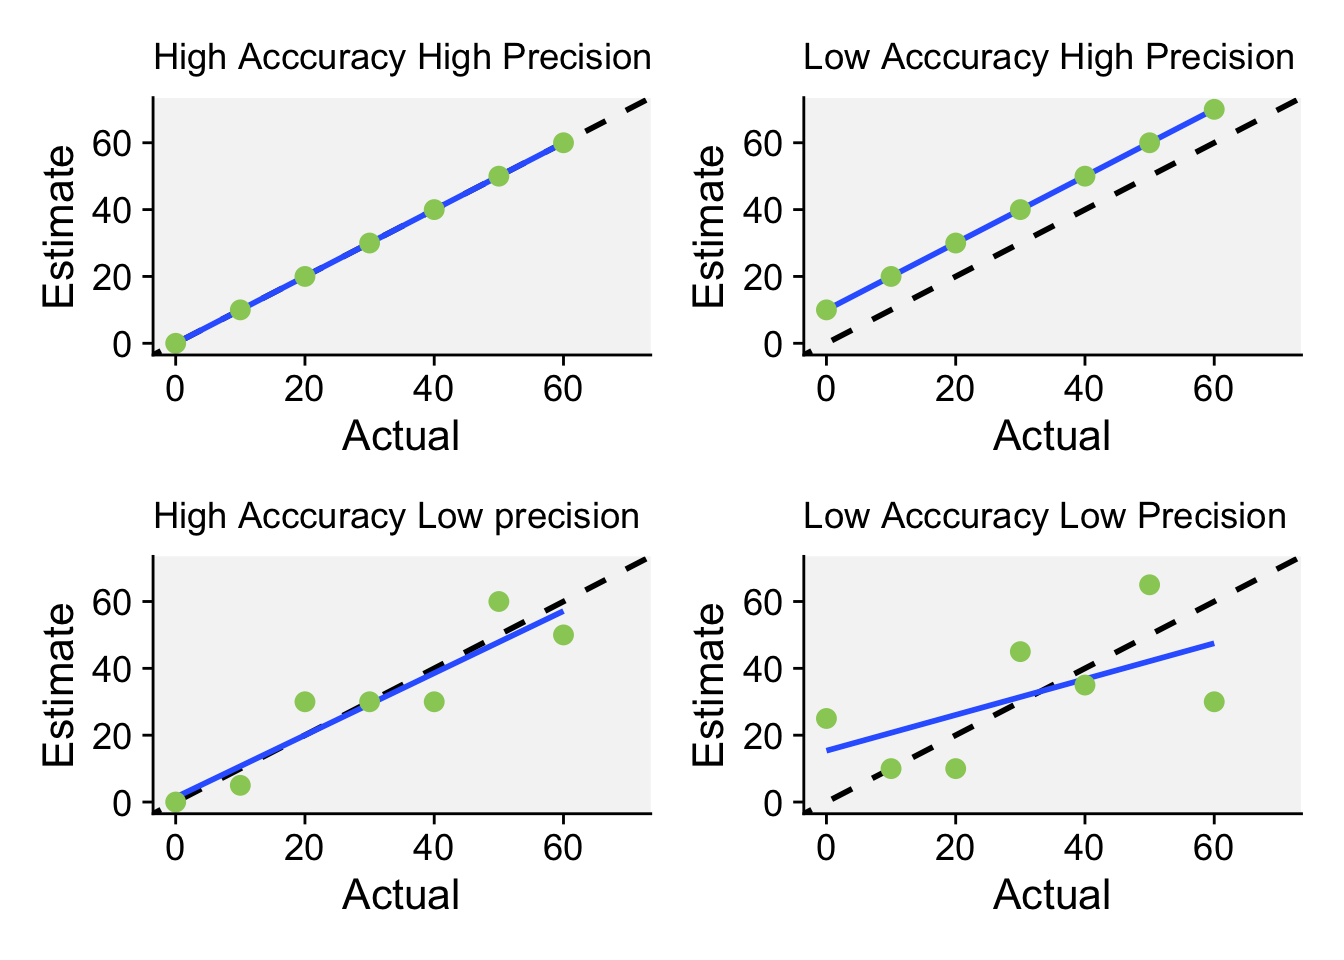 High Acccuracy High Precision
Estimate
60
40
20
0
0 20 40 60
Actual
Low Acccuracy High Precision
Estimate
60
40
20
0
0 20 40 60
Actual
High Acccuracy Low precision
Estimate
60
40
20
0
0 20 40 60
Actual
Low Acccuracy Low Precision
Estimate
60
40
20
0
0 20 40 60
Actual